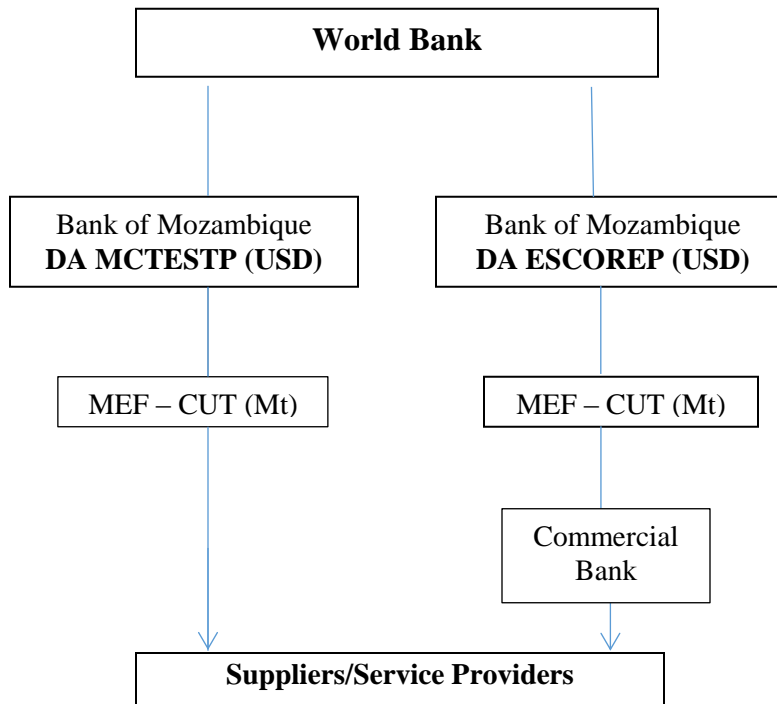 World Bank
Bank of Mozambique
DA MCTESTP (USD)
Bank of Mozambique
DA ESCOREP (USD)
MEF – CUT (Mt)
MEF – CUT (Mt)
Commercial
Bank
Suppliers/Service Providers